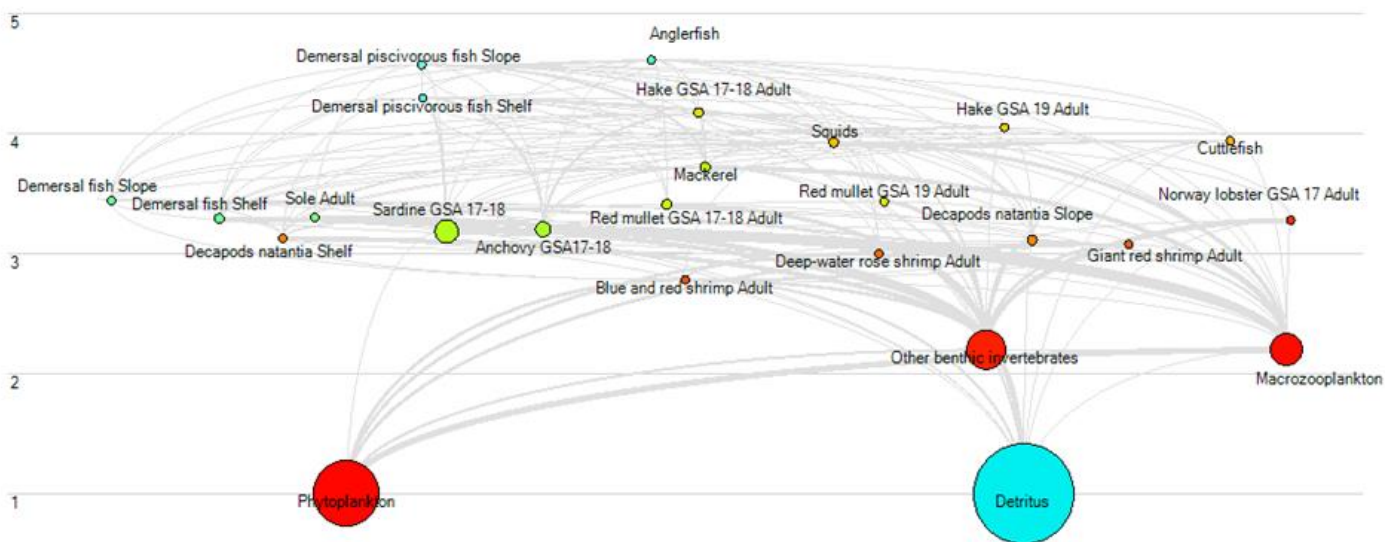 5
Anglerfish
Demersal piscivorous fish Slope
Hake GSA 17-18 Adult
Demersal piscivorous fish Shelf
Hake GSA 19 Adult
4
Squids
Cuttlefish
Mackerel
Demersal fish Slope
Sole Adult
Red mullet GSA 19 Adult
Norway lobster GSA 17 Adult
Demersal fish Shelf
Sardine GSA 17-18
Red mullet GSA 17-18 Adult
Decapods natantia Slope
Decapods natantia Shelf
Anchovy GSA17-18
3
Deep-water rose shrimp Adult
Giant red shrimp Adult
Blue and red shrimp Adult
Other benthic invertebrates
2
Macrozooplankton
1
Phytoplankton
Detritus